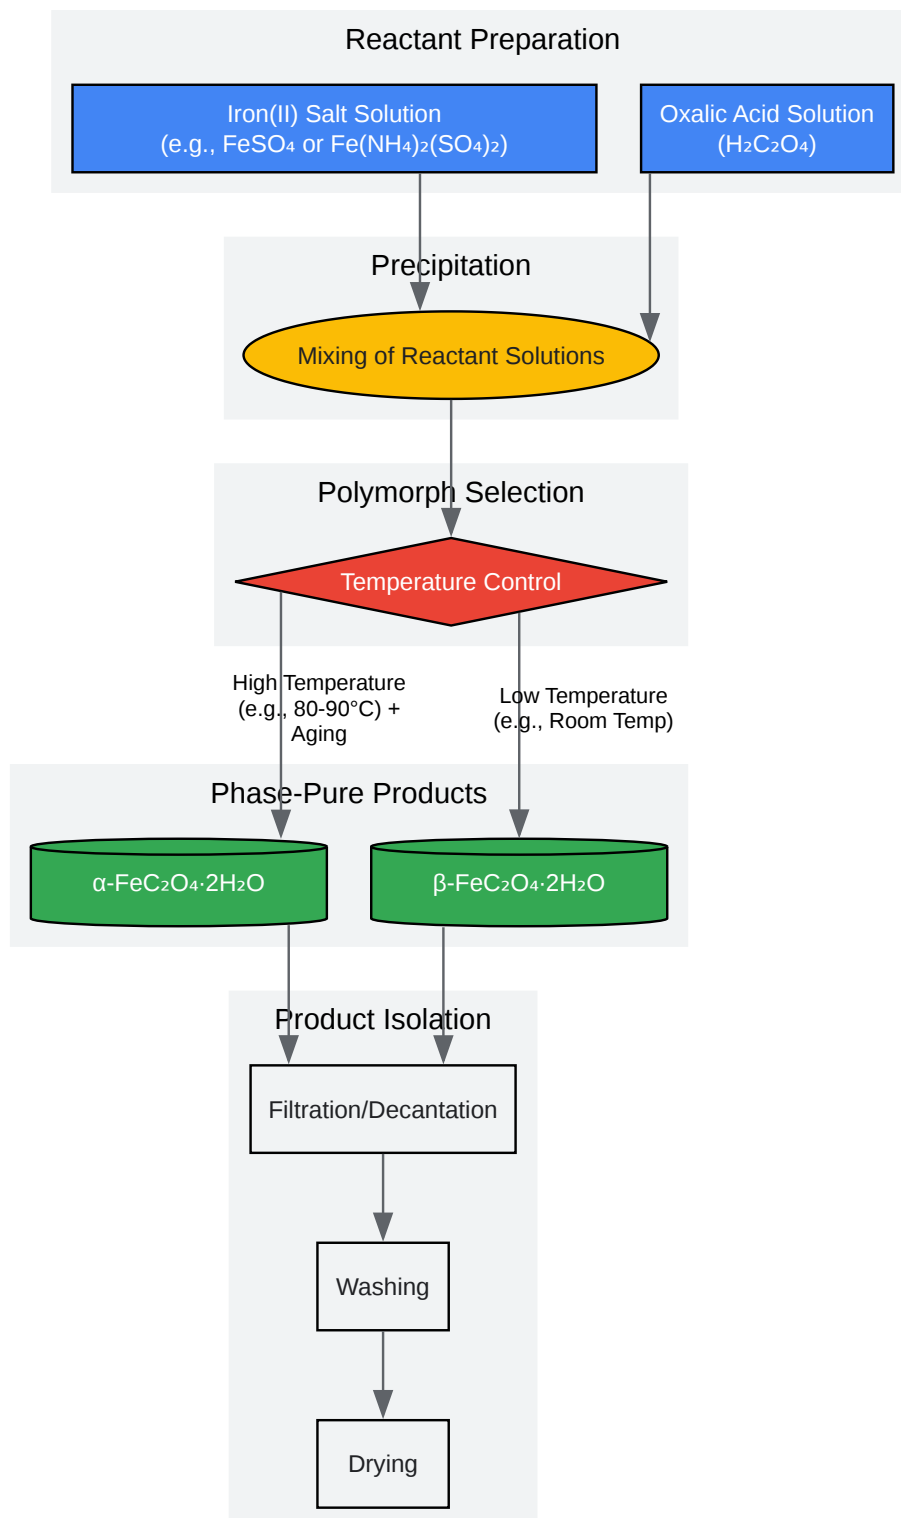 Reactant Preparation
Iron(II) Salt Solution
(e.g., FeSO₄ or Fe(NH₄)₂(SO₄)₂)
Oxalic Acid Solution
(H₂C₂O₄)
Precipitation
Mixing of Reactant Solutions
Polymorph Selection
Temperature Control
High Temperature
(e.g., 80-90°C) +
Aging
Low Temperature
(e.g., Room Temp)
Phase-Pure Products
α-FeC₂O₄·2H₂O
β-FeC₂O₄·2H₂O
Product Isolation
Filtration/Decantation
Washing
Drying